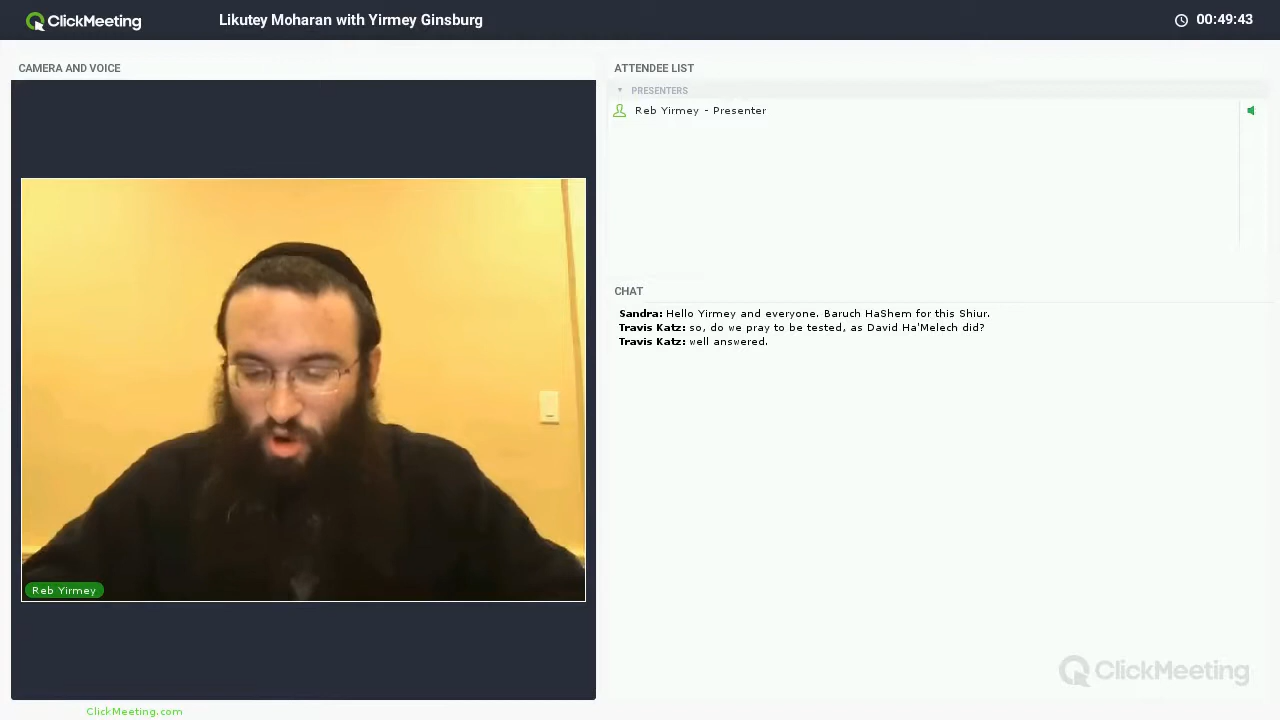 ClickMeeting
Likutey Moharan with Yirmey Ginsburg
00:49:43
CAMERA AND VOICE
ATTENDEE LIST
PRESENTERS
Reb Yirmey - Presenter
CHAT
Sandra: Hello Yirmey and everyone. Baruch HaShem for this Shiur.
Travis Katz: so, do we pray to be tested, as David Ha'Melech did?
Travis Katz: well answered.
Reb Yirmey
ClickMeeting
ClickMeeting.com